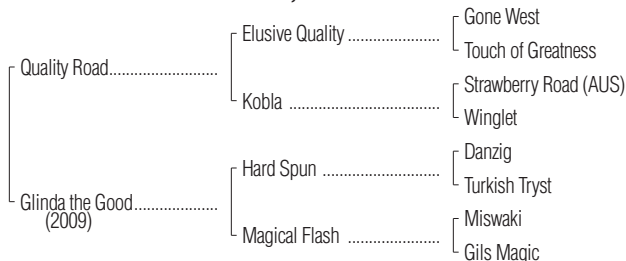 Gone West
Elusive Quality ......................
Touch of Greatness
Quality Road..........................
Strawberry Road (AUS)
Kobla ....................................
Winglet
Danzig
Hard Spun ............................
Turkish Tryst
Glinda the Good....................
(2009)
Miswaki
Magical Flash ......................
Gils Magic